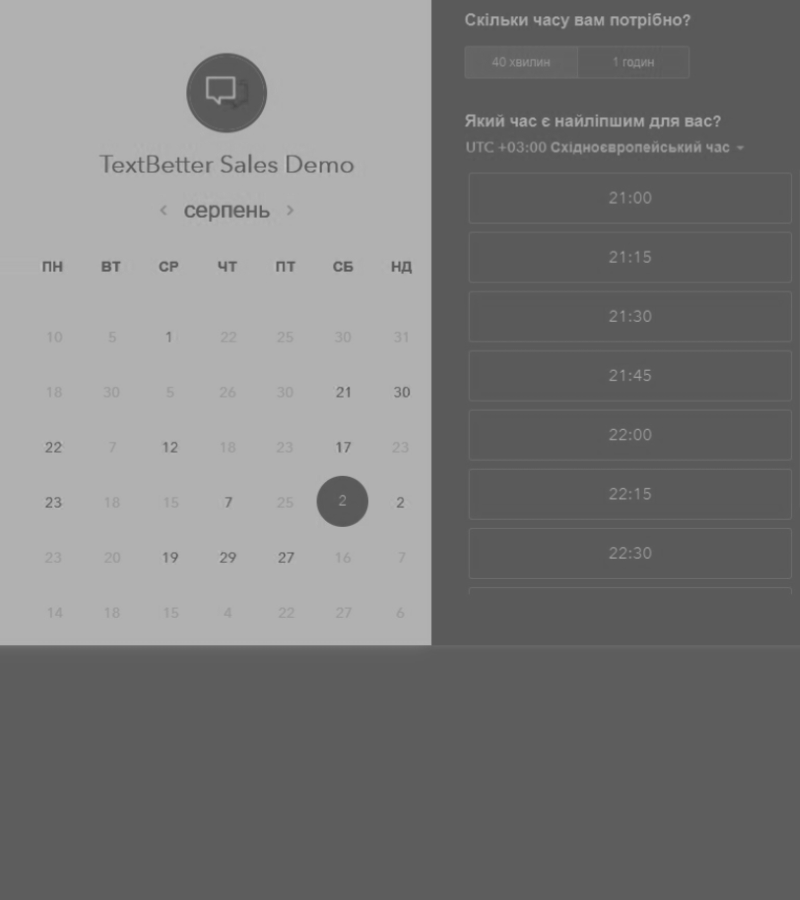 TextBetter Sales Demo
< серпень >
ПН ВТ СР ЧТ ПТ СБ НД
10 5 1 22 25 30 31
18 30 5 26 30 21 30
22 7 12 18 23 17 23
23 18 15 7 25 2 2
23 20 19 29 27 16 7
14 18 15 4 22 27 6
Скільки часу вам потрібно?
40 хвилин 1 годин
Який час є найліпшим для вас?
UTC +03:00 Східноєвропейський час
21:00
21:15
21:30
21:45
22:00
22:15
22:30